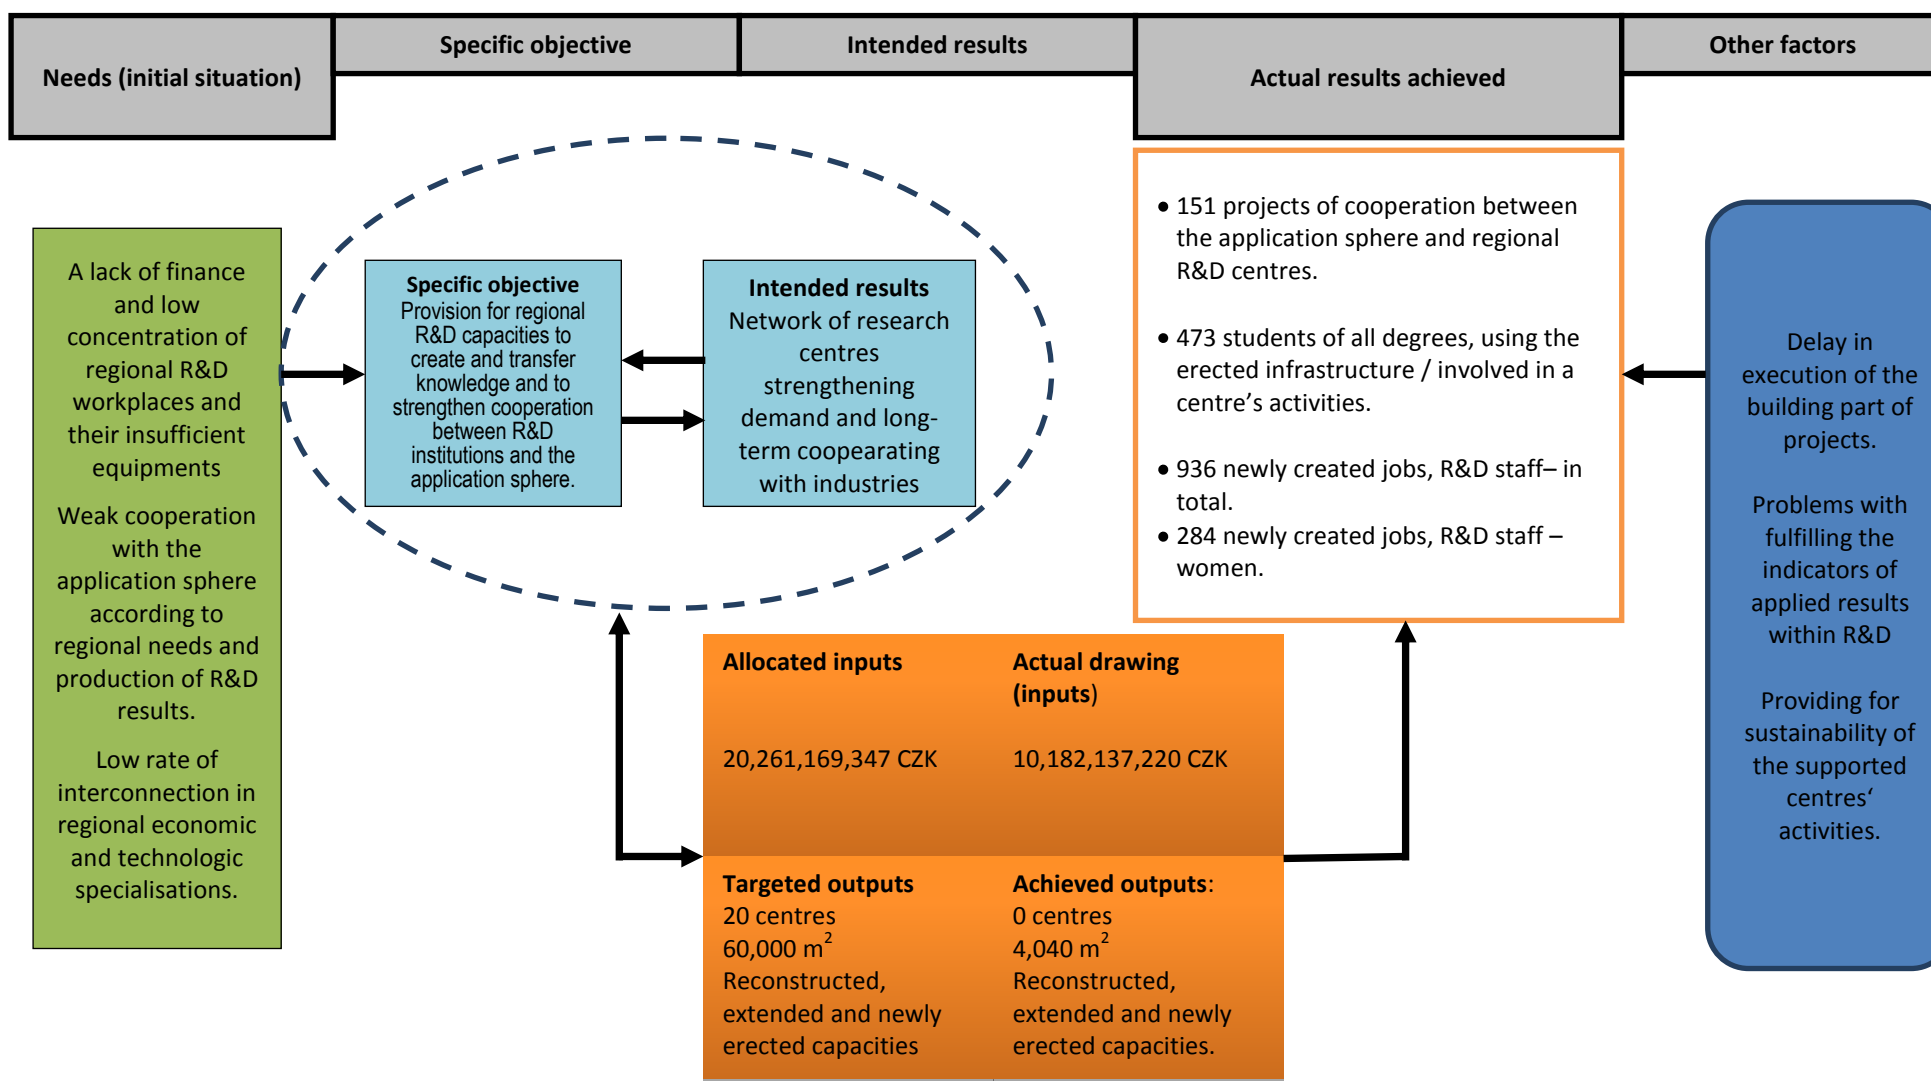 Needs (initial situation)
Specific objective
Intended results
Actual results achieved
Other factors
A lack of finance
and low
concentration of
regional R&D
workplaces and
their insufficient
equipments
Weak cooperation
with the
application sphere
according to
regional needs and
production of R&D
results.
Low rate of
interconnection in
regional economic
and technologic
specialisations.
Specific objective
Provision for regional
R&D capacities to
create and transfer
knowledge and to
strengthen cooperation
between R&D
institutions and the
application sphere.
Intended results
Network of research
centres
strengthening
demand and long-
term coopearating
with industries
• 151 projects of cooperation between
the application sphere and regional
R&D centres.
• 473 students of all degrees, using the
erected infrastructure / involved in a
centre’s activities.
• 936 newly created jobs, R&D staff– in
total.
• 284 newly created jobs, R&D staff –
women.
Delay in
execution of the
building part of
projects.
Problems with
fulfilling the
indicators of
applied results
within R&D
Providing for
sustainability of
the supported
centres‘
activities.
Allocated inputs
20,261,169,347 CZK
Actual drawing
(inputs)
10,182,137,220 CZK
Targeted outputs
20 centres
60,000 m²
Reconstructed,
extended and newly
erected capacities
Achieved outputs:
0 centres
4,040 m²
Reconstructed,
extended and newly
erected capacities.